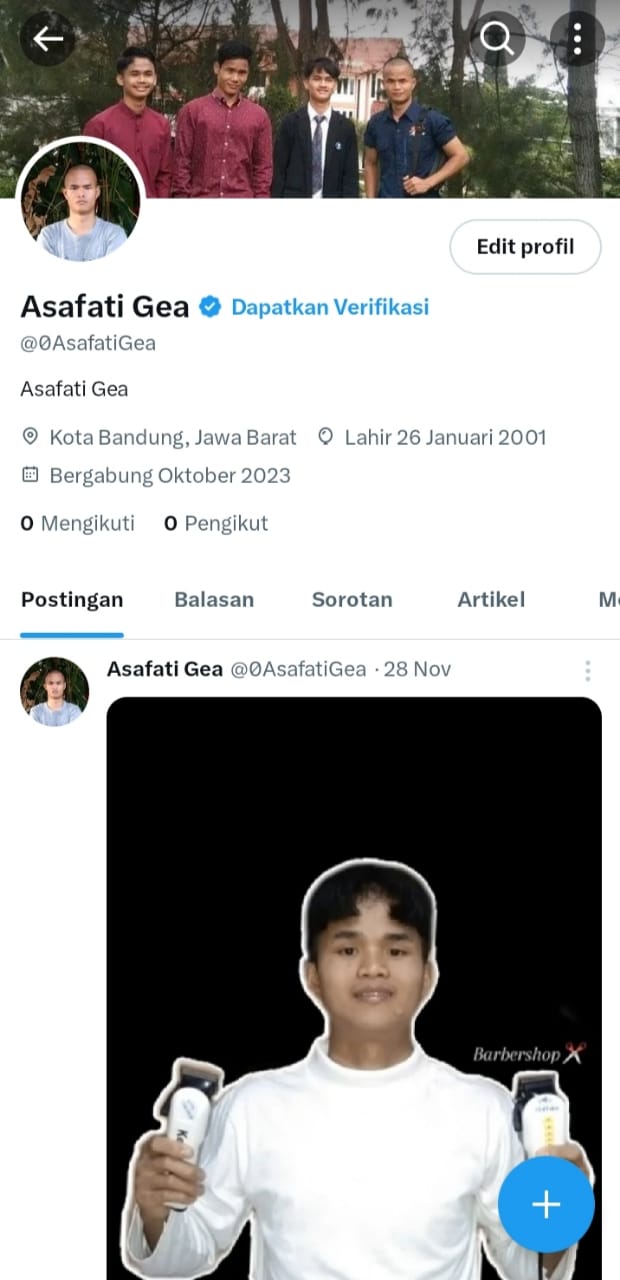 Edit profil
Asafati Gea Dapatkan Verifikasi
@0AsafatiGea
Asafati Gea
Kota Bandung, Jawa Barat Lahir 26 Januari 2001
Bergabung Oktober 2023
0 Mengikuti 0 Pengikut
Postingan Balasan Sorotan Artikel
Asafati Gea @0AsafatiGea · 28 Nov
Barbershop